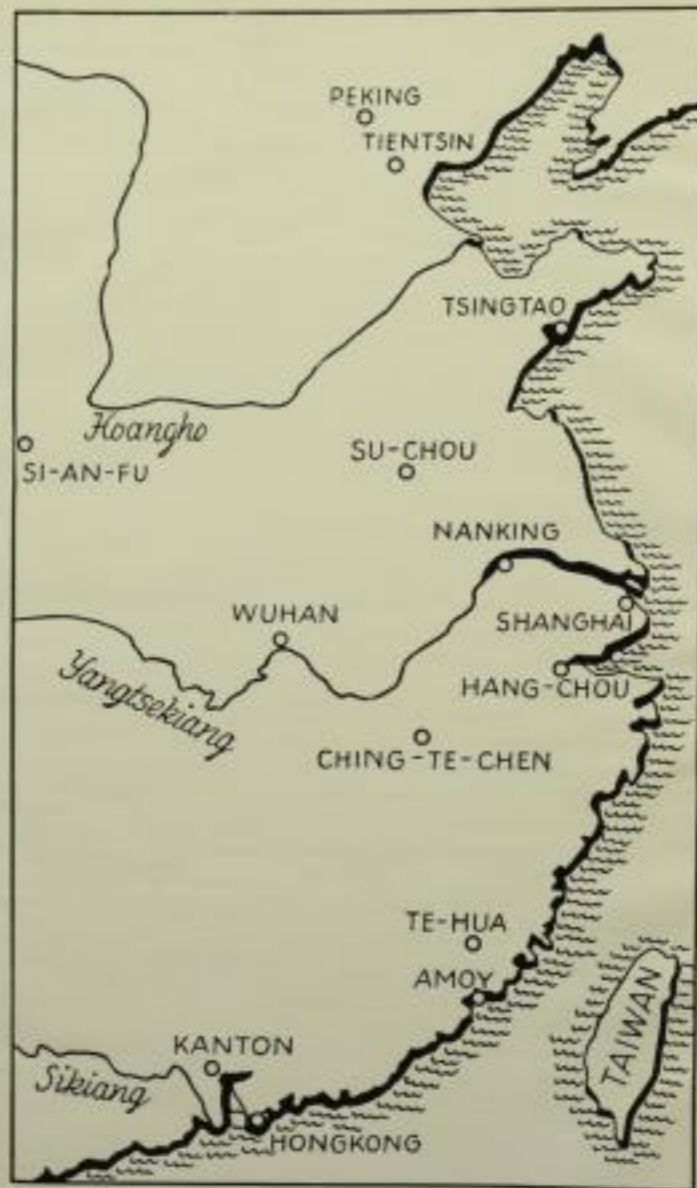 PEKING
TIENTSIN
TSINGTAO
Hoangho
SI-AN-FU
SU-CHOU
NANKING
WUHAN
SHANGHAI
Yangtsekiang
HANG-CHOU
CHING-TE-CHEN
TE-HUA
AMOY
TAIWAN
KANTON
Sikiang
HONGKONG